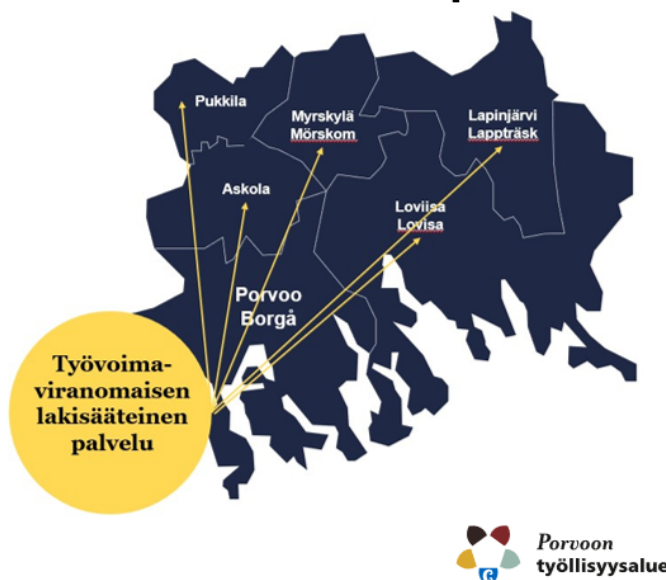 Pukkila
Myrskylä
Mörskom
Lapinjärvi
Lappträsk
Askola
Loviisa
Lovisa
Porvoo
Borgå
Työvoima-
viranomaisen
lakisääteinen
palvelu
Porvoon
työllisyysalue